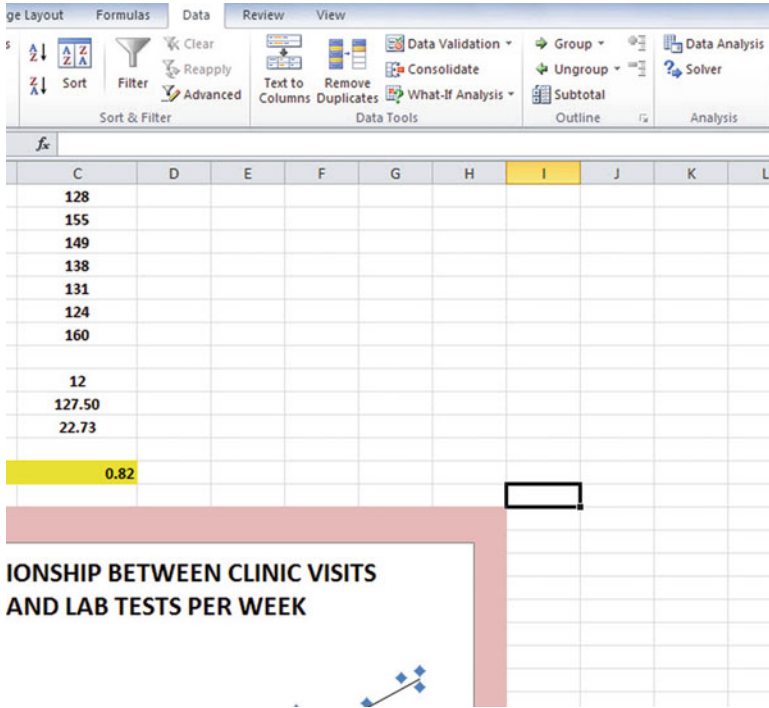 ge Layout Formulas Data Review View
s Sort Filter Clear Reapply Advanced
Text to Columns Remove Duplicates Data Validation Consolidate What-If Analysis
Group Ungroup Subtotal
Data Analysis Solver
Sort & Filter Data Tools Outline Analysis
fx
C D E F G H I J K L
128
155
149
138
131
124
160
12
127.50
22.73
0.82
IONSHIP BETWEEN CLINIC VISITS
AND LAB TESTS PER WEEK